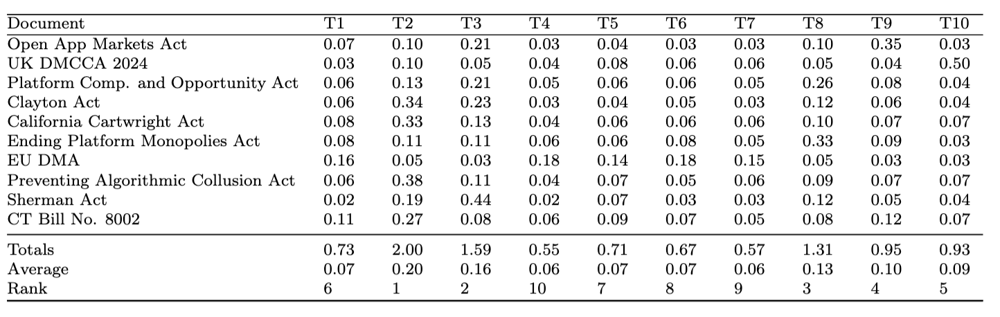 Document T1 T2 T3 T4 T5 T6 T7 T8 T9 T10
Open App Markets Act 0.07 0.10 0.21 0.03 0.04 0.03 0.03 0.10 0.35 0.03
UK DMCCA 2024 0.03 0.10 0.05 0.04 0.08 0.06 0.06 0.05 0.04 0.50
Platform Comp. and Opportunity Act 0.06 0.13 0.21 0.05 0.06 0.06 0.05 0.26 0.08 0.04
Clayton Act 0.06 0.34 0.23 0.03 0.04 0.05 0.03 0.12 0.06 0.04
California Cartwright Act 0.08 0.33 0.13 0.04 0.06 0.06 0.06 0.10 0.07 0.07
Ending Platform Monopolies Act 0.08 0.11 0.11 0.06 0.06 0.08 0.05 0.33 0.09 0.03
EU DMA 0.16 0.05 0.03 0.18 0.14 0.18 0.15 0.05 0.03 0.03
Preventing Algorithmic Collusion Act 0.06 0.38 0.11 0.04 0.07 0.05 0.06 0.09 0.07 0.07
Sherman Act 0.02 0.19 0.44 0.02 0.07 0.03 0.03 0.12 0.05 0.04
CT Bill No. 8002 0.11 0.27 0.08 0.06 0.09 0.07 0.05 0.08 0.12 0.07
Totals 0.73 2.00 1.59 0.55 0.71 0.67 0.57 1.31 0.95 0.93
Average 0.07 0.20 0.16 0.06 0.07 0.07 0.06 0.13 0.10 0.09
Rank 6 1 2 10 7 8 9 3 4 5